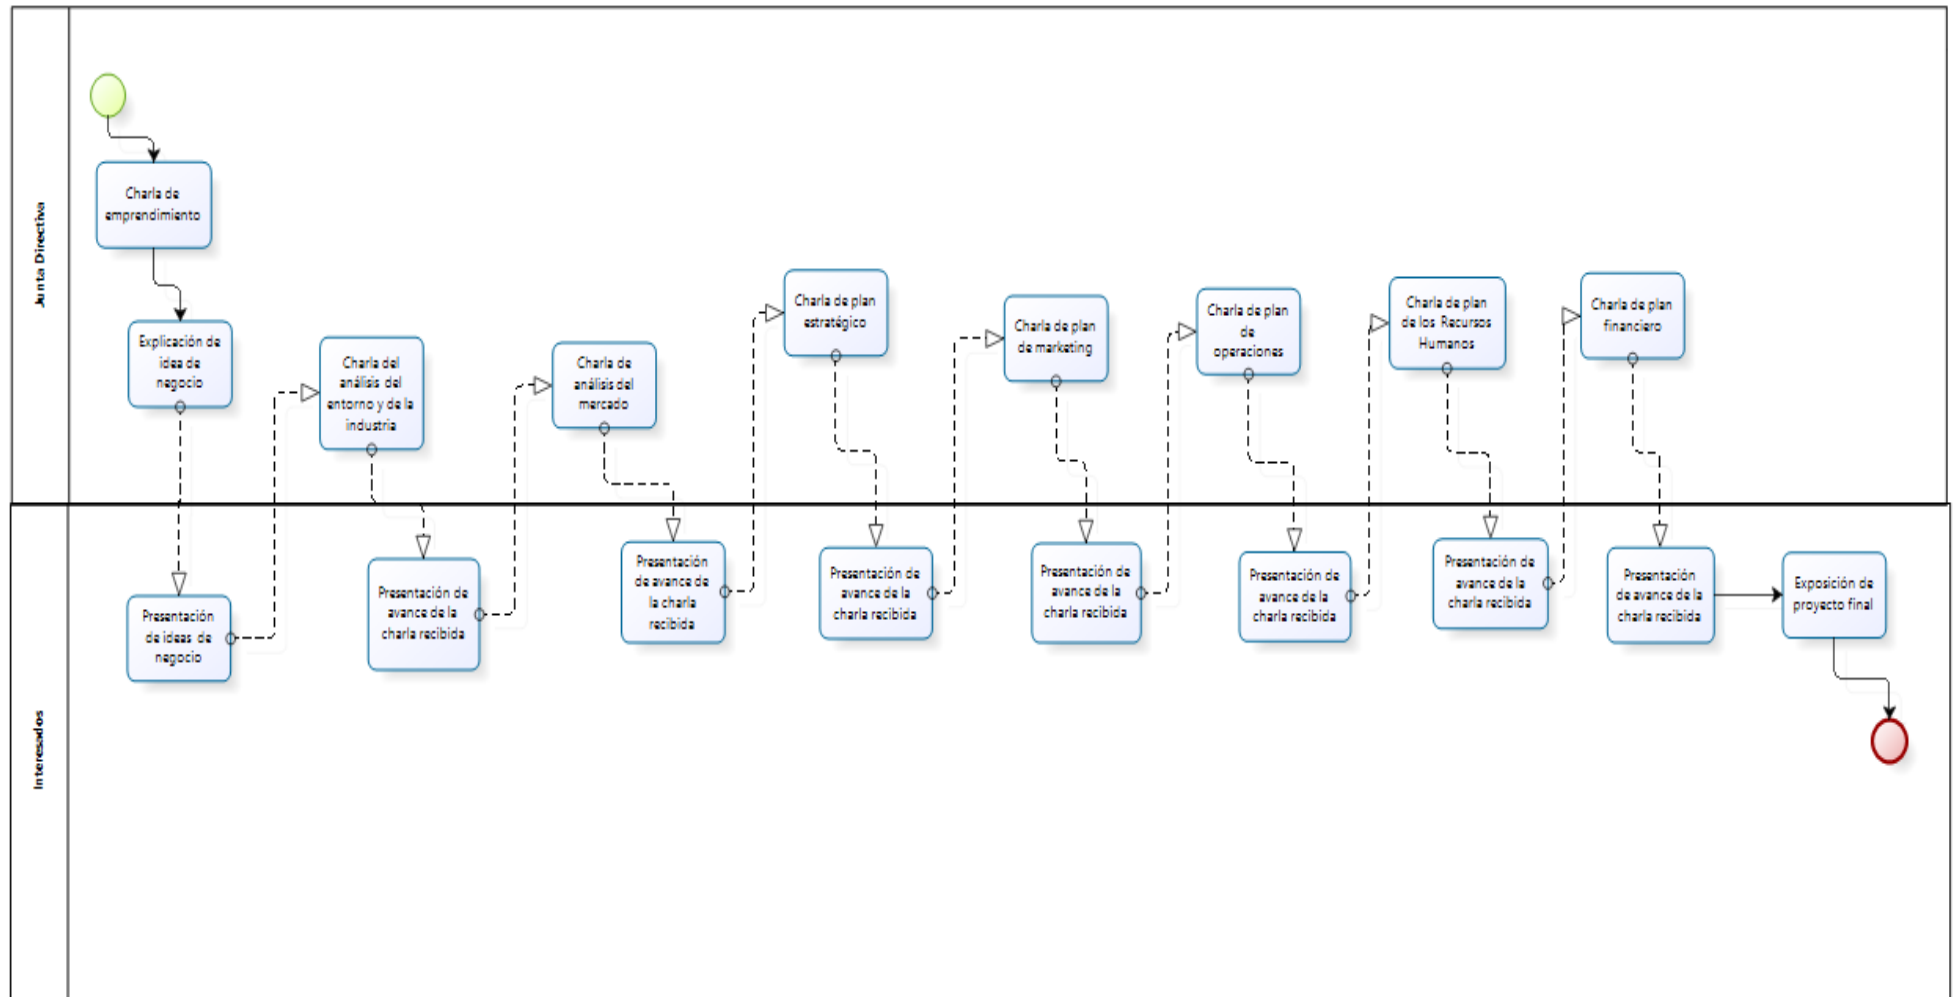 Junta Directiva
Charla de
emprendimiento
Explicación de
idea de
negocio
Charla del
análisis del
entorno y de la
industria
Charla de
análisis del
mercado
Charla de plan
estratégico
Charla de plan
de marketing
Charla de plan
de
operaciones
Charla de plan
de los Recursos
Humanos
Charla de plan
financiero
Interesados
Presentación
de ideas de
negocio
Presentación de
avance de la
charla recibida
Presentación
de avance de
la charla
recibida
Presentación de
avance de la
charla recibida
Presentación de
avance de la
charla recibida
Presentación de
avance de la
charla recibida
Presentación de
avance de la
charla recibida
Presentación
de avance de la
charla recibida
Exposición de
proyecto final